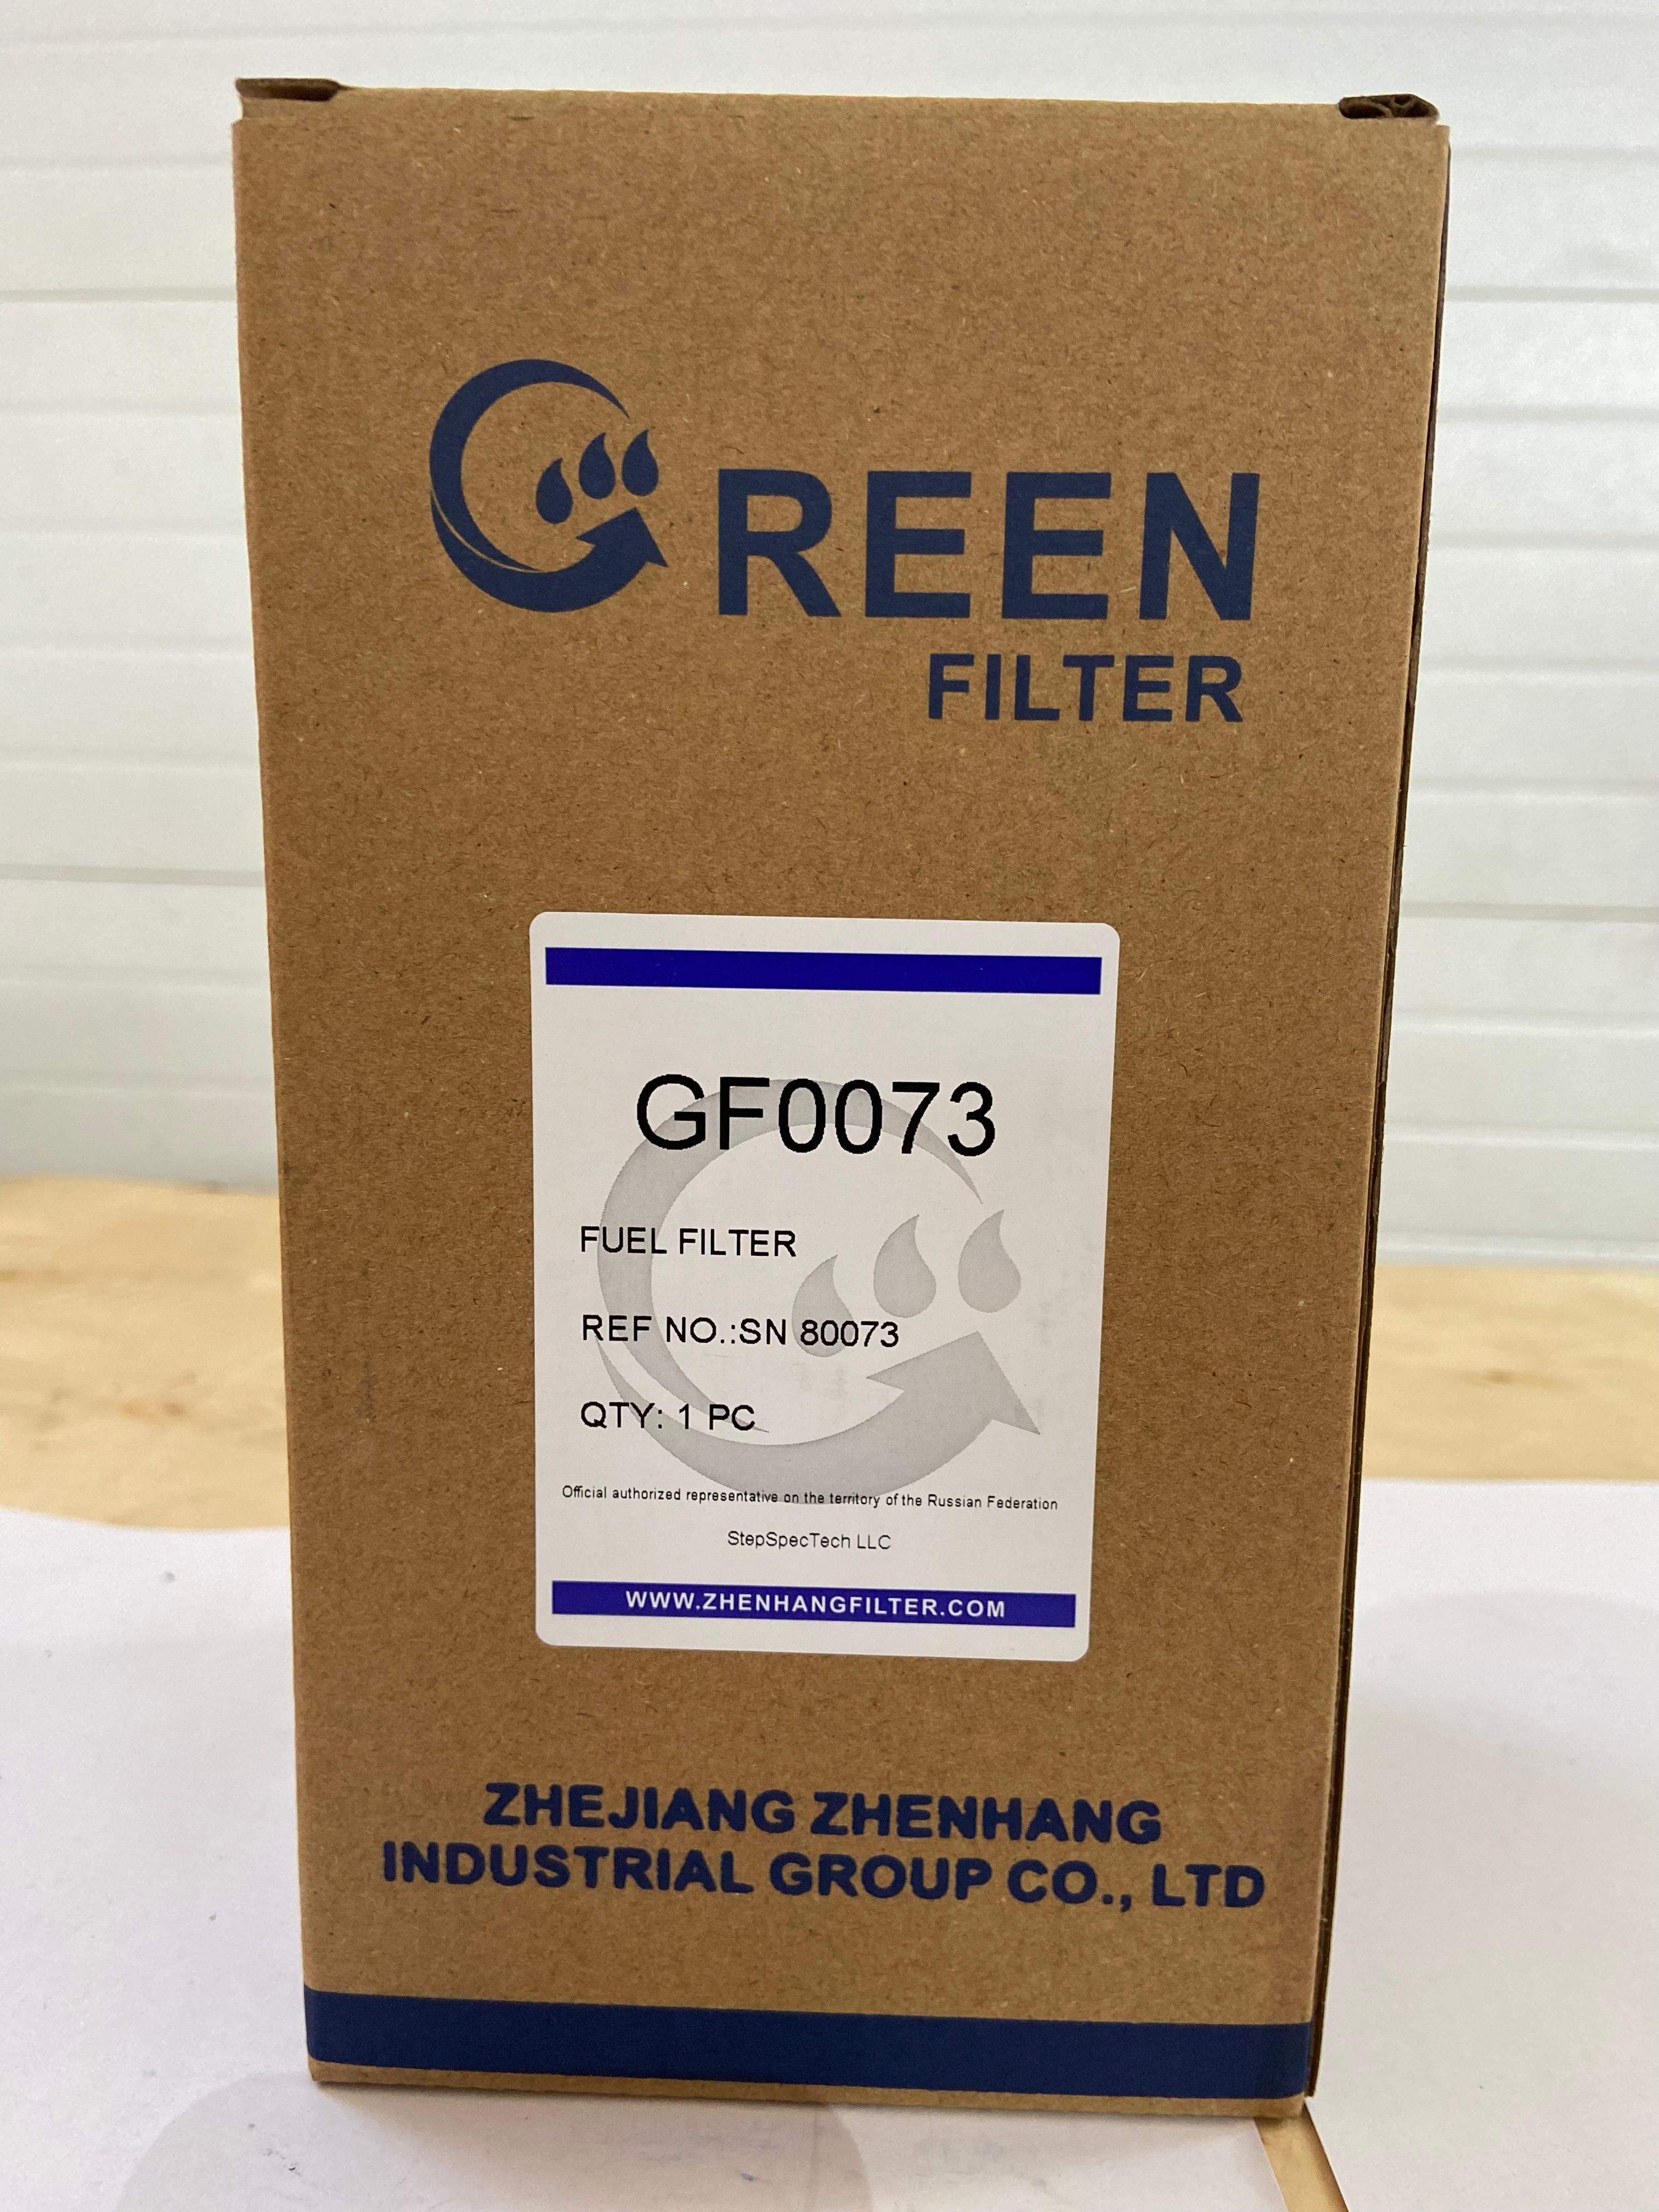 GREEN
FILTER
GF0073
FUEL FILTER
REF NO.:SN 80073
QTY: 1 PC
Official authorized representative on the territory of the Russian Federation
StepSpecTech LLC
WWW.ZHENHANGFILTER.COM
ZHEJIANG ZHENHANG
INDUSTRIAL GROUP CO., LTD